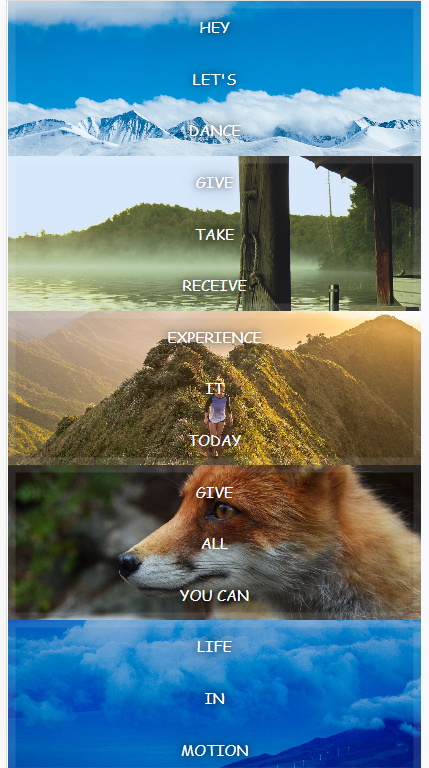 HEY
LET'S
DANCE
GIVE
TAKE
RECEIVE
EXPERIENCE
IT
TODAY
GIVE
ALL
YOU CAN
LIFE
IN
MOTION